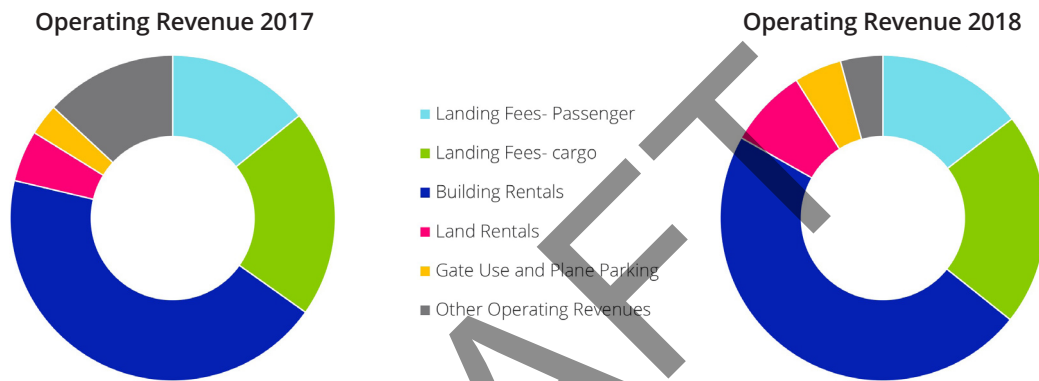 Operating Revenue 2017
Operating Revenue 2018
Landing Fees- Passenger
Landing Fees- cargo
Building Rentals
Land Rentals
Gate Use and Plane Parking
Other Operating Revenues